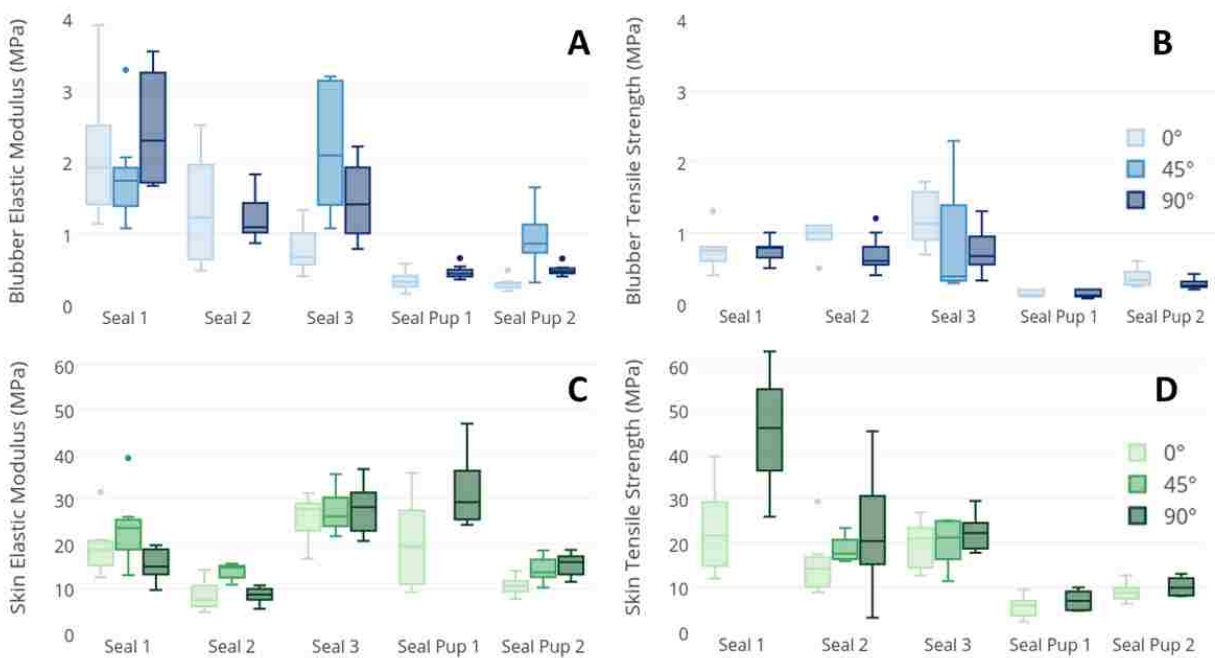 A
Blubber Elastic Modulus (MPa)
4
3
2
1
0
Seal 1 Seal 2 Seal 3 Seal Pup 1 Seal Pup 2
B
Blubber Tensile Strength (MPa)
4
3
2
1
0
0°
45°
90°
Seal 1 Seal 2 Seal 3 Seal Pup 1 Seal Pup 2
C
Skin Elastic Modulus (MPa)
60
50
40
30
20
10
0
Seal 1 Seal 2 Seal 3 Seal Pup 1 Seal Pup 2
D
Skin Tensile Strength (MPa)
60
50
40
30
20
10
0
0°
45°
90°
Seal 1 Seal 2 Seal 3 Seal Pup 1 Seal Pup 2